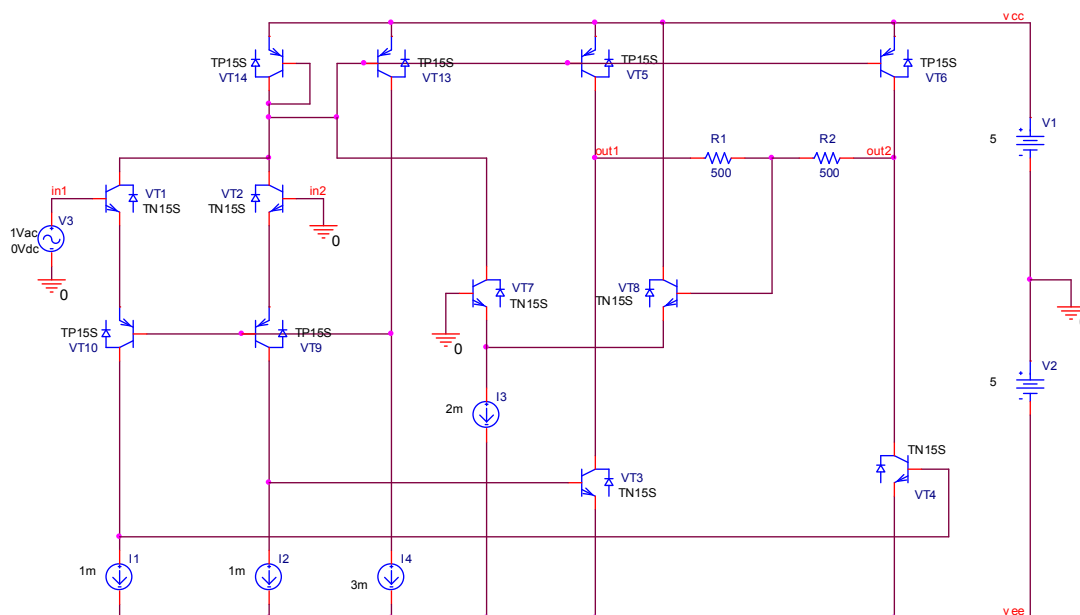 vcc
TP15S
VT14
TP15S
VT13
TP15S
VT5
TP15S
VT6
V1
+
5
-
R1
500
R2
500
out1
out2
in1
VT1
TN15S
VT2
TN15S
in2
0
V3
1Vac
0Vdc
0
VT7
TN15S
VT8
TN15S
0
0
TP15S
VT10
TP15S
VT9
V2
+
5
-
I3
2m
TN15S
VT4
VT3
TN15S
I1
1m
I2
1m
I4
3m
vee